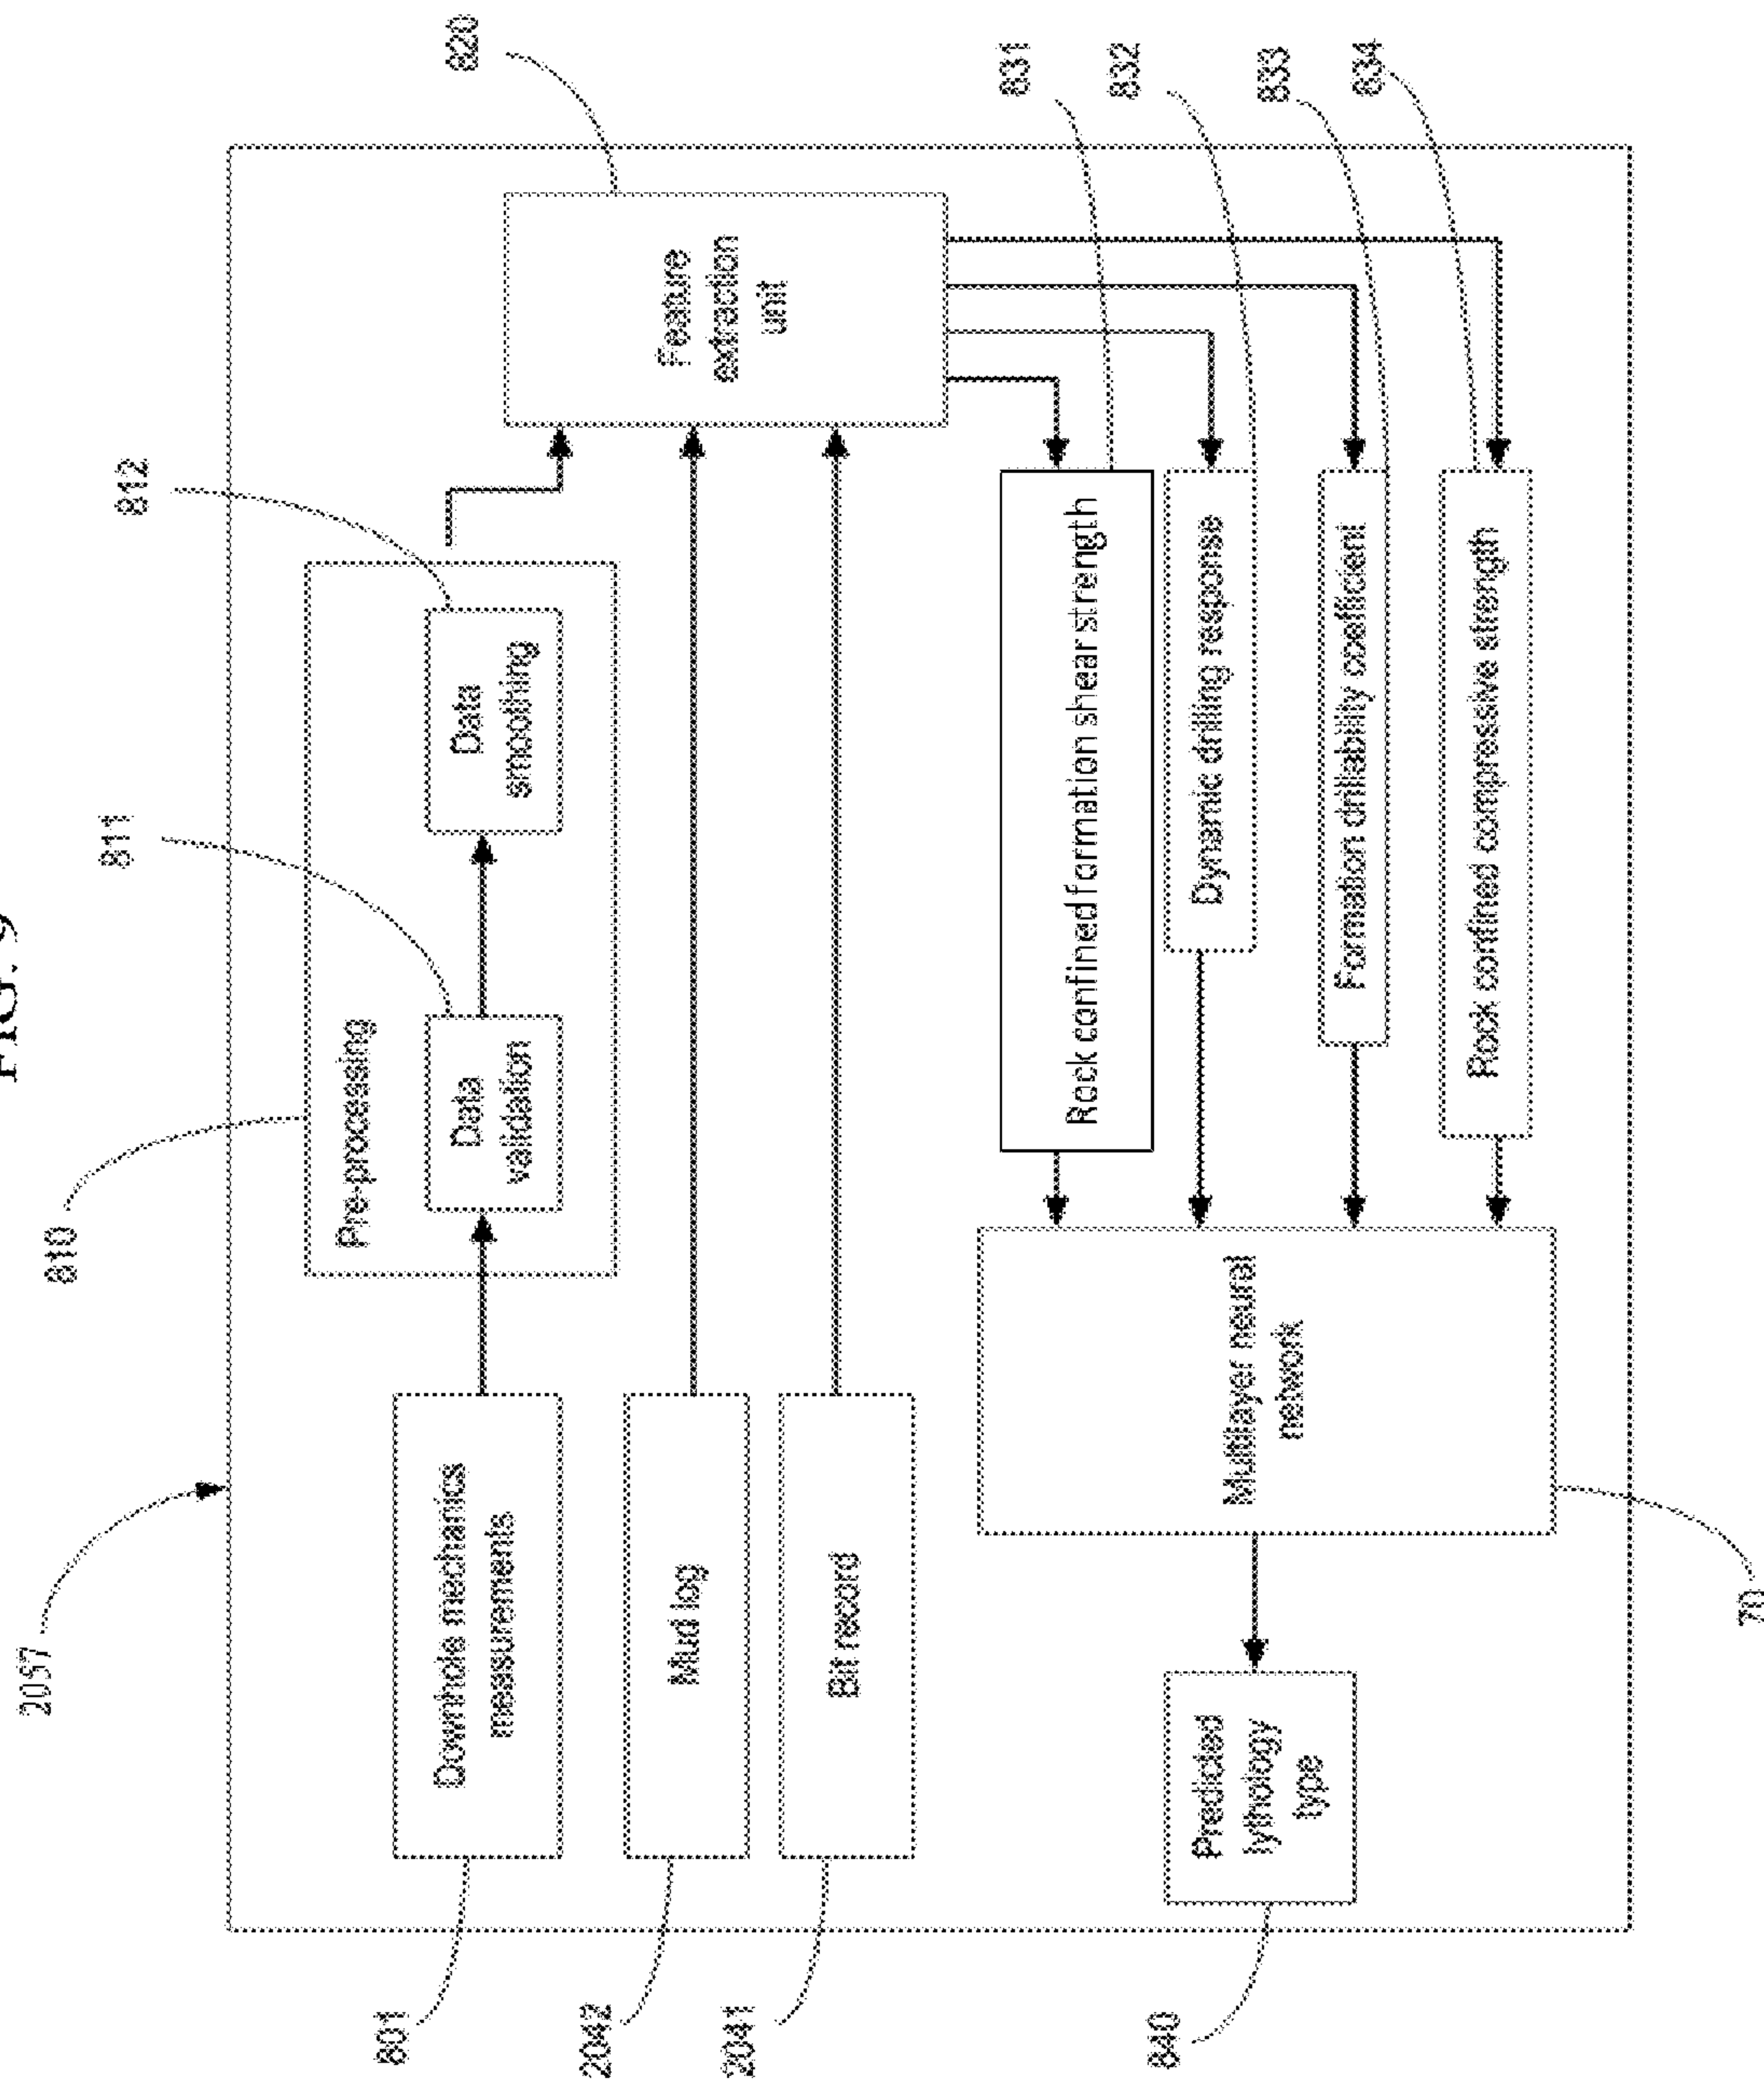 FIG. 9
2057
810
811
812
820
Pre-processing
Downhole mechanics
measurements
Data
validation
Data
smoothing
Feature
extraction
unit
801
Mud log
2042
Bit record
2041
831
Rock confined formation shear strength
832
Dynamic drilling response
833
Formation drillability coefficient
834
Rock confined compressive strength
Multilayer neural
network
70
Predicted
lythology
type
840